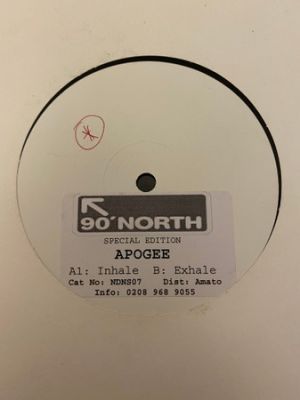 90°NORTH
SPECIAL EDITION
APOGEE
A1: Inhale B: Exhale
Cat No: NDNS07 Dist: Amato
Info: 0208 968 9055